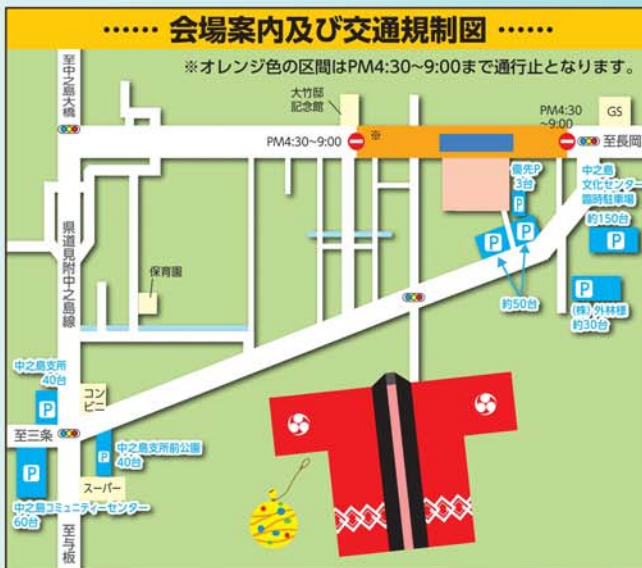 …… 会場案内及び交通規制図 ……
※オレンジ色の区間はPM4:30~9:00まで通行止となります。
至中之島大橋
大竹邸
記念館
PM4:30
~9:00
GS
PM4:30~9:00
※
至長岡
優先P
3台
P
中之島
文化センター
臨時駐車場
約150台
P
P
P
約50台
P
(株)外林様
約30台
県道見附中之島線
保育園
中之島支所
40台
P
コン
ビニ
至三条
P
中之島支所前公園
40台
P
スーパー
中之島コミュニティーセンター
60台
至与板